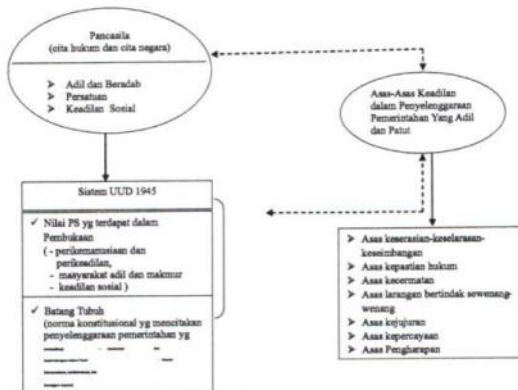 Pancasila
(cita hukum dan cita negara)
➤ Adil dan Beradab
➤ Persatuan
➤ Keadilan Sosial
Asas-Asas Keadilan
dalam Penyelenggaraan
Pemerintahan Yang Adil
dan Patut
Sistem UUD 1945
✓ Nilai PS yg terdapat dalam
Pembukaan
( - perikemanusiaan dan
perikeadilan,
- masyarakat adil dan makmur
- keadilan sosial )
✓ Batang Tubuh
(norma konstitusional yg mencitakan
penyelenggaraan pemerintahan yg
➤ Asas keserasian-keselarasan-
keseimbangan
➤ Asas kepastian hukum
➤ Asas kecermatan
➤ Asas larangan bertindak sewenang-
wenang
➤ Asas kejujuran
➤ Asas kepercayaan
➤ Asas Pengharapan